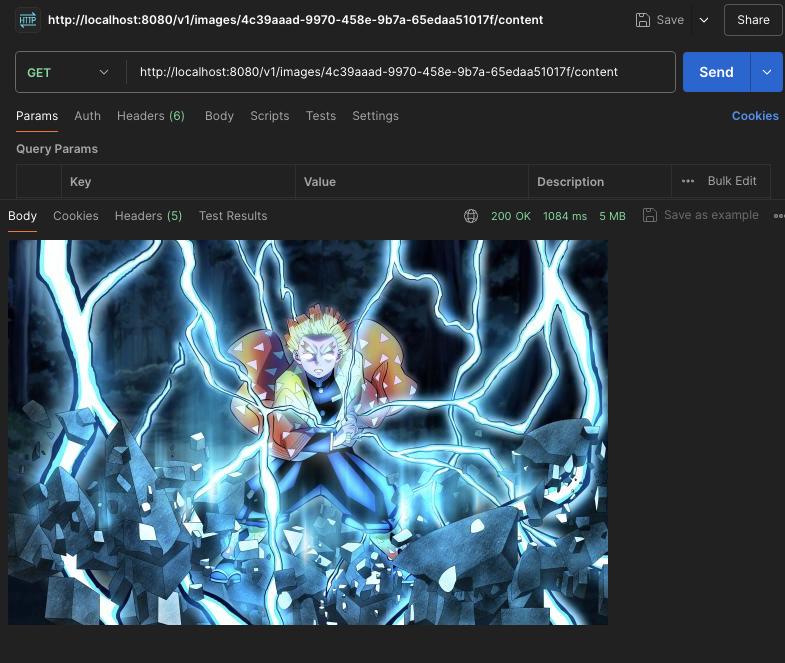 HTTP http://localhost:8080/v1/images/4c39aaad-9970-458e-9b7a-65edaa51017f/content Save Share
GET http://localhost:8080/v1/images/4c39aaad-9970-458e-9b7a-65edaa51017f/content Send
Params Auth Headers (6) Body Scripts Tests Settings Cookies
Query Params
Key Value Description Bulk Edit
Body Cookies Headers (5) Test Results 200 OK 1084 ms 5 MB Save as example